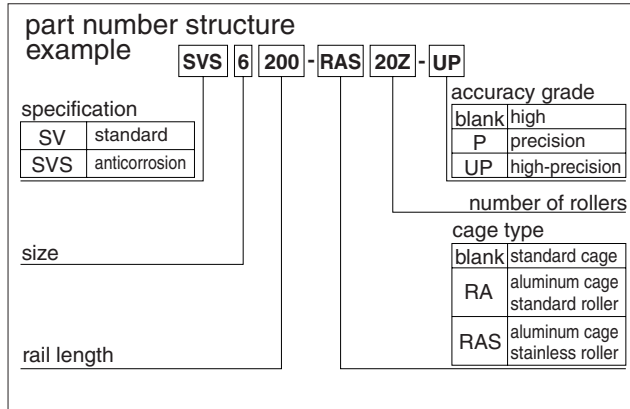 part number structure
example
SVS 6 200 - RAS 20Z - UP
specification
SV standard
SVS anticorrosion
size
rail length
accuracy grade
blank high
P precision
UP high-precision
number of rollers
cage type
blank standard cage
RA aluminum cage
standard roller
RAS aluminum cage
stainless roller